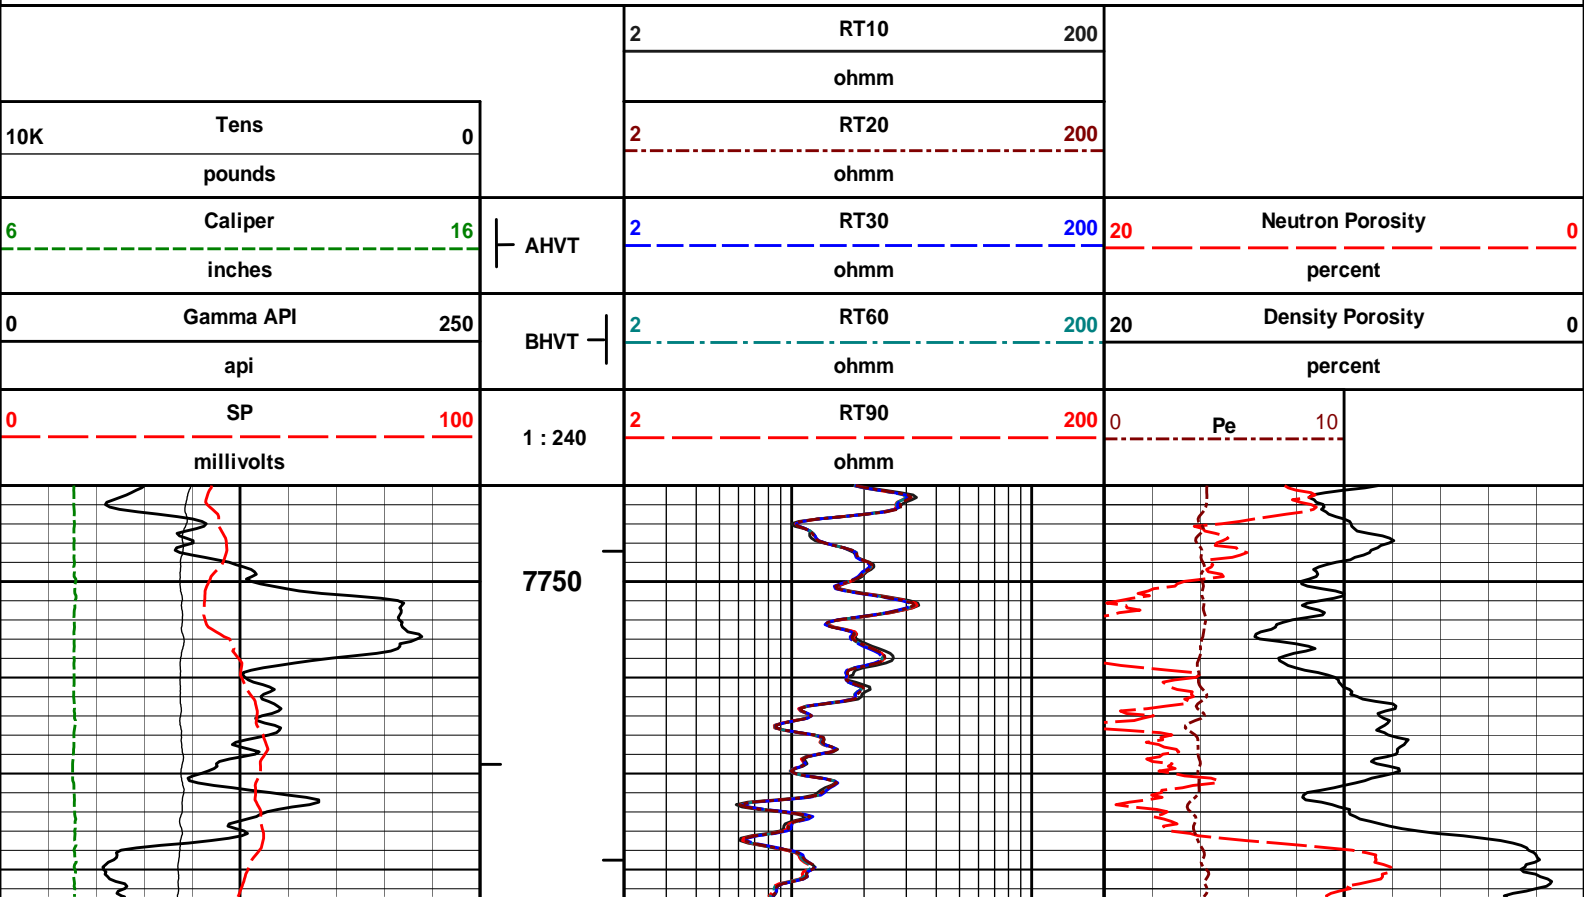 2 RT10 200
ohmm
Tens
10K 0
pounds
2 RT20 200
ohmm
Caliper
6 16
inches
AHVT
2 RT30 200
ohmm
Neutron Porosity
20 0
percent
Gamma API
0 250
api
BHVT
2 RT60 200
ohmm
Density Porosity
20 0
percent
SP
0 100
millivolts
1 : 240
2 RT90 200
ohmm
0 Pe 10
7750